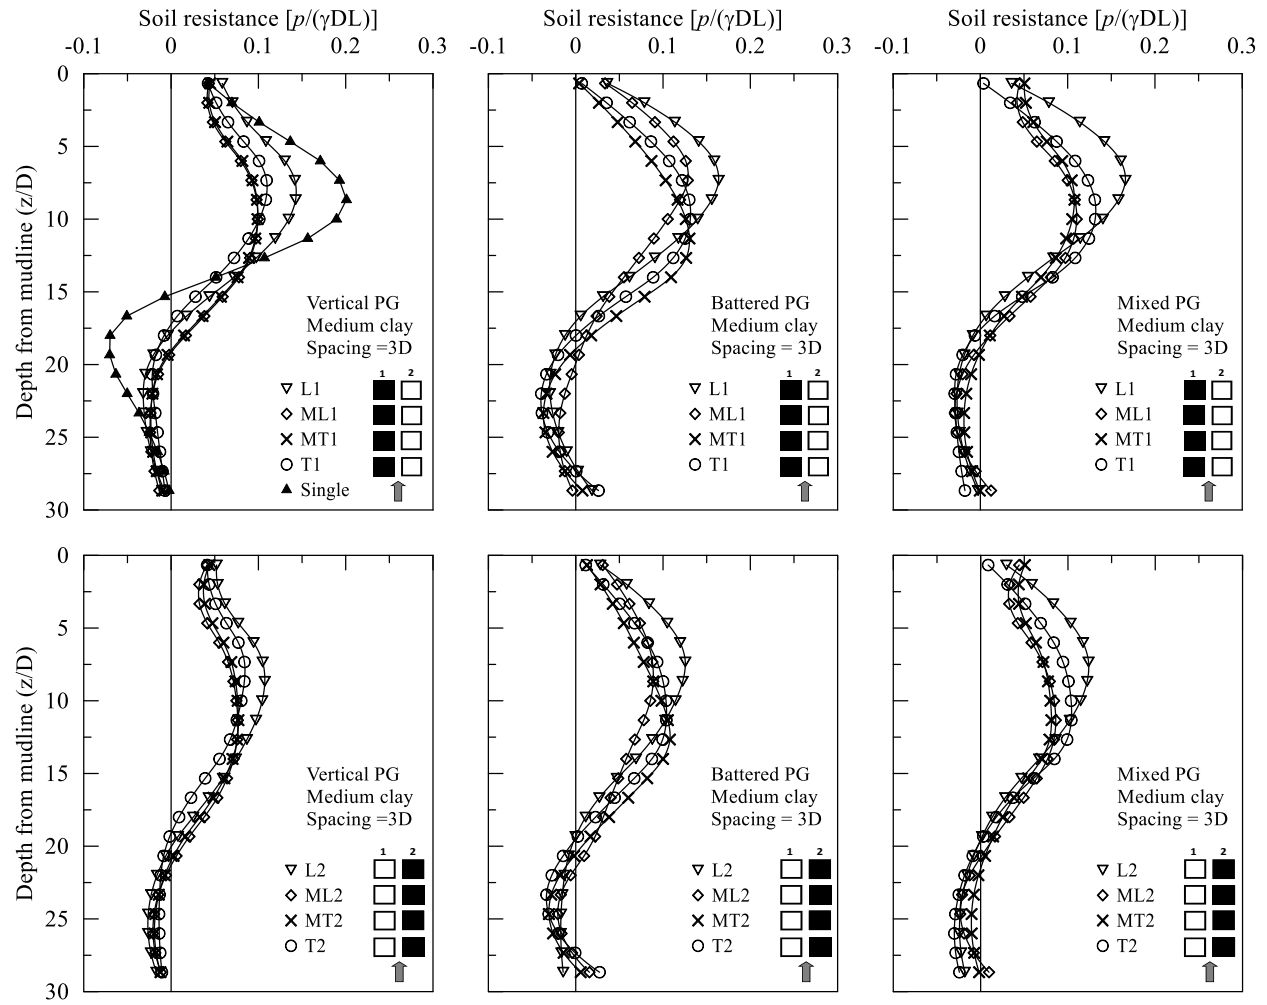 Soil resistance [p/(γDL)] Soil resistance [p/(γDL)] Soil resistance [p/(γDL)]
-0.1 0 0.1 0.2 0.3 -0.1 0 0.1 0.2 0.3 -0.1 0 0.1 0.2 0.3
Depth from mudline (z/D)
0
5
10
15
20
25
30
Vertical PG
Medium clay
Spacing =3D
1 2
L1
ML1
MT1
T1
Single
Battered PG
Medium clay
Spacing = 3D
1 2
L1
ML1
MT1
T1
Mixed PG
Medium clay
Spacing = 3D
1 2
L1
ML1
MT1
T1
Depth from mudline (z/D)
0
5
10
15
20
25
30
Vertical PG
Medium clay
Spacing =3D
1 2
L2
ML2
MT2
T2
Battered PG
Medium clay
Spacing = 3D
1 2
L2
ML2
MT2
T2
Mixed PG
Medium clay
Spacing = 3D
1 2
L2
ML2
MT2
T2